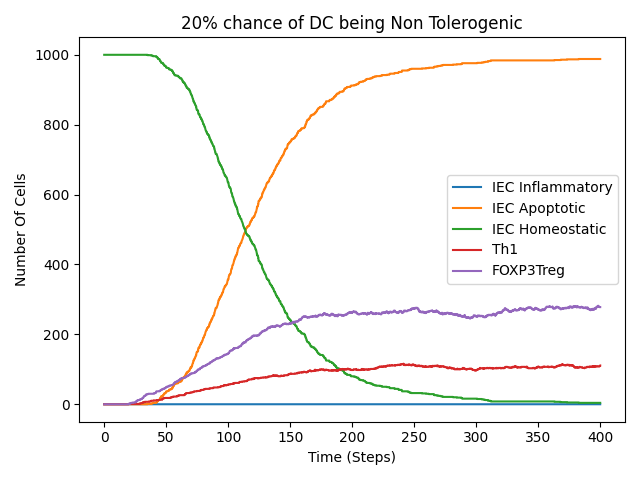 20% chance of DC being Non Tolerogenic
Number Of Cells
1000
800
600
400
200
0
IEC Inflammatory
IEC Apoptotic
IEC Homeostatic
Th1
FOXP3Treg
0 50 100 150 200 250 300 350 400
Time (Steps)